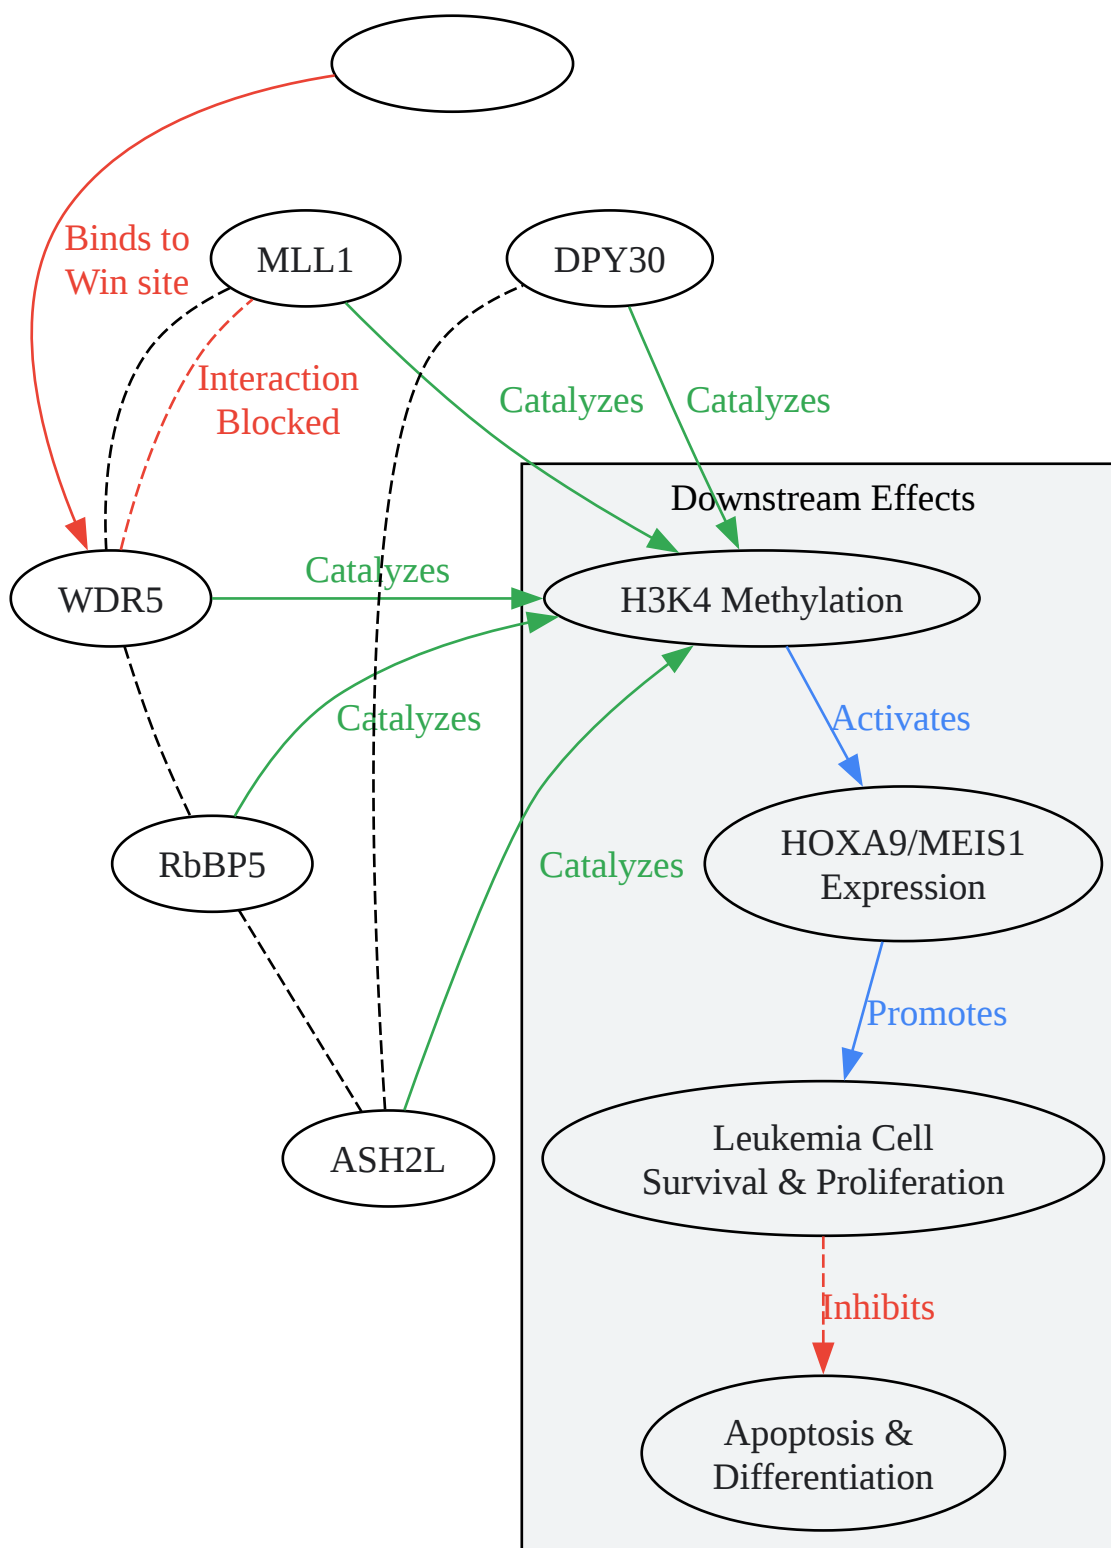 Binds to
Win site
MLL1
DPY30
Interaction
Blocked
Catalyzes
Catalyzes
Downstream Effects
WDR5
Catalyzes
H3K4 Methylation
Catalyzes
Activates
RbBP5
Catalyzes
HOXA9/MEIS1
Expression
Promotes
ASH2L
Leukemia Cell
Survival & Proliferation
Inhibits
Apoptosis &
Differentiation